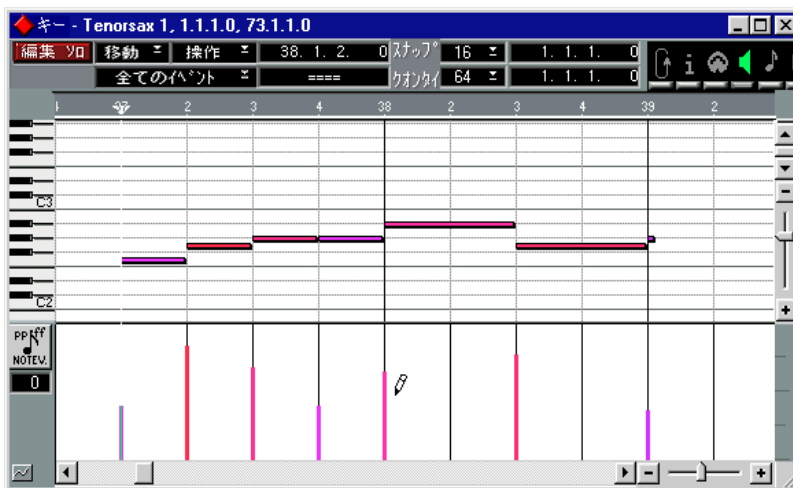 キー - Tenorsax 1, 1.1.1.0, 73.1.1.0
編集 ソロ 移動 操作 38. 1. 2. 0 スナップ 16 1. 1. 1. 0
全てのイベント ==== クオンタイ 64 1. 1. 1. 0
2 3 4 38 2 3 4 39 2
C3
C2
PP ff
NOTEV.
0